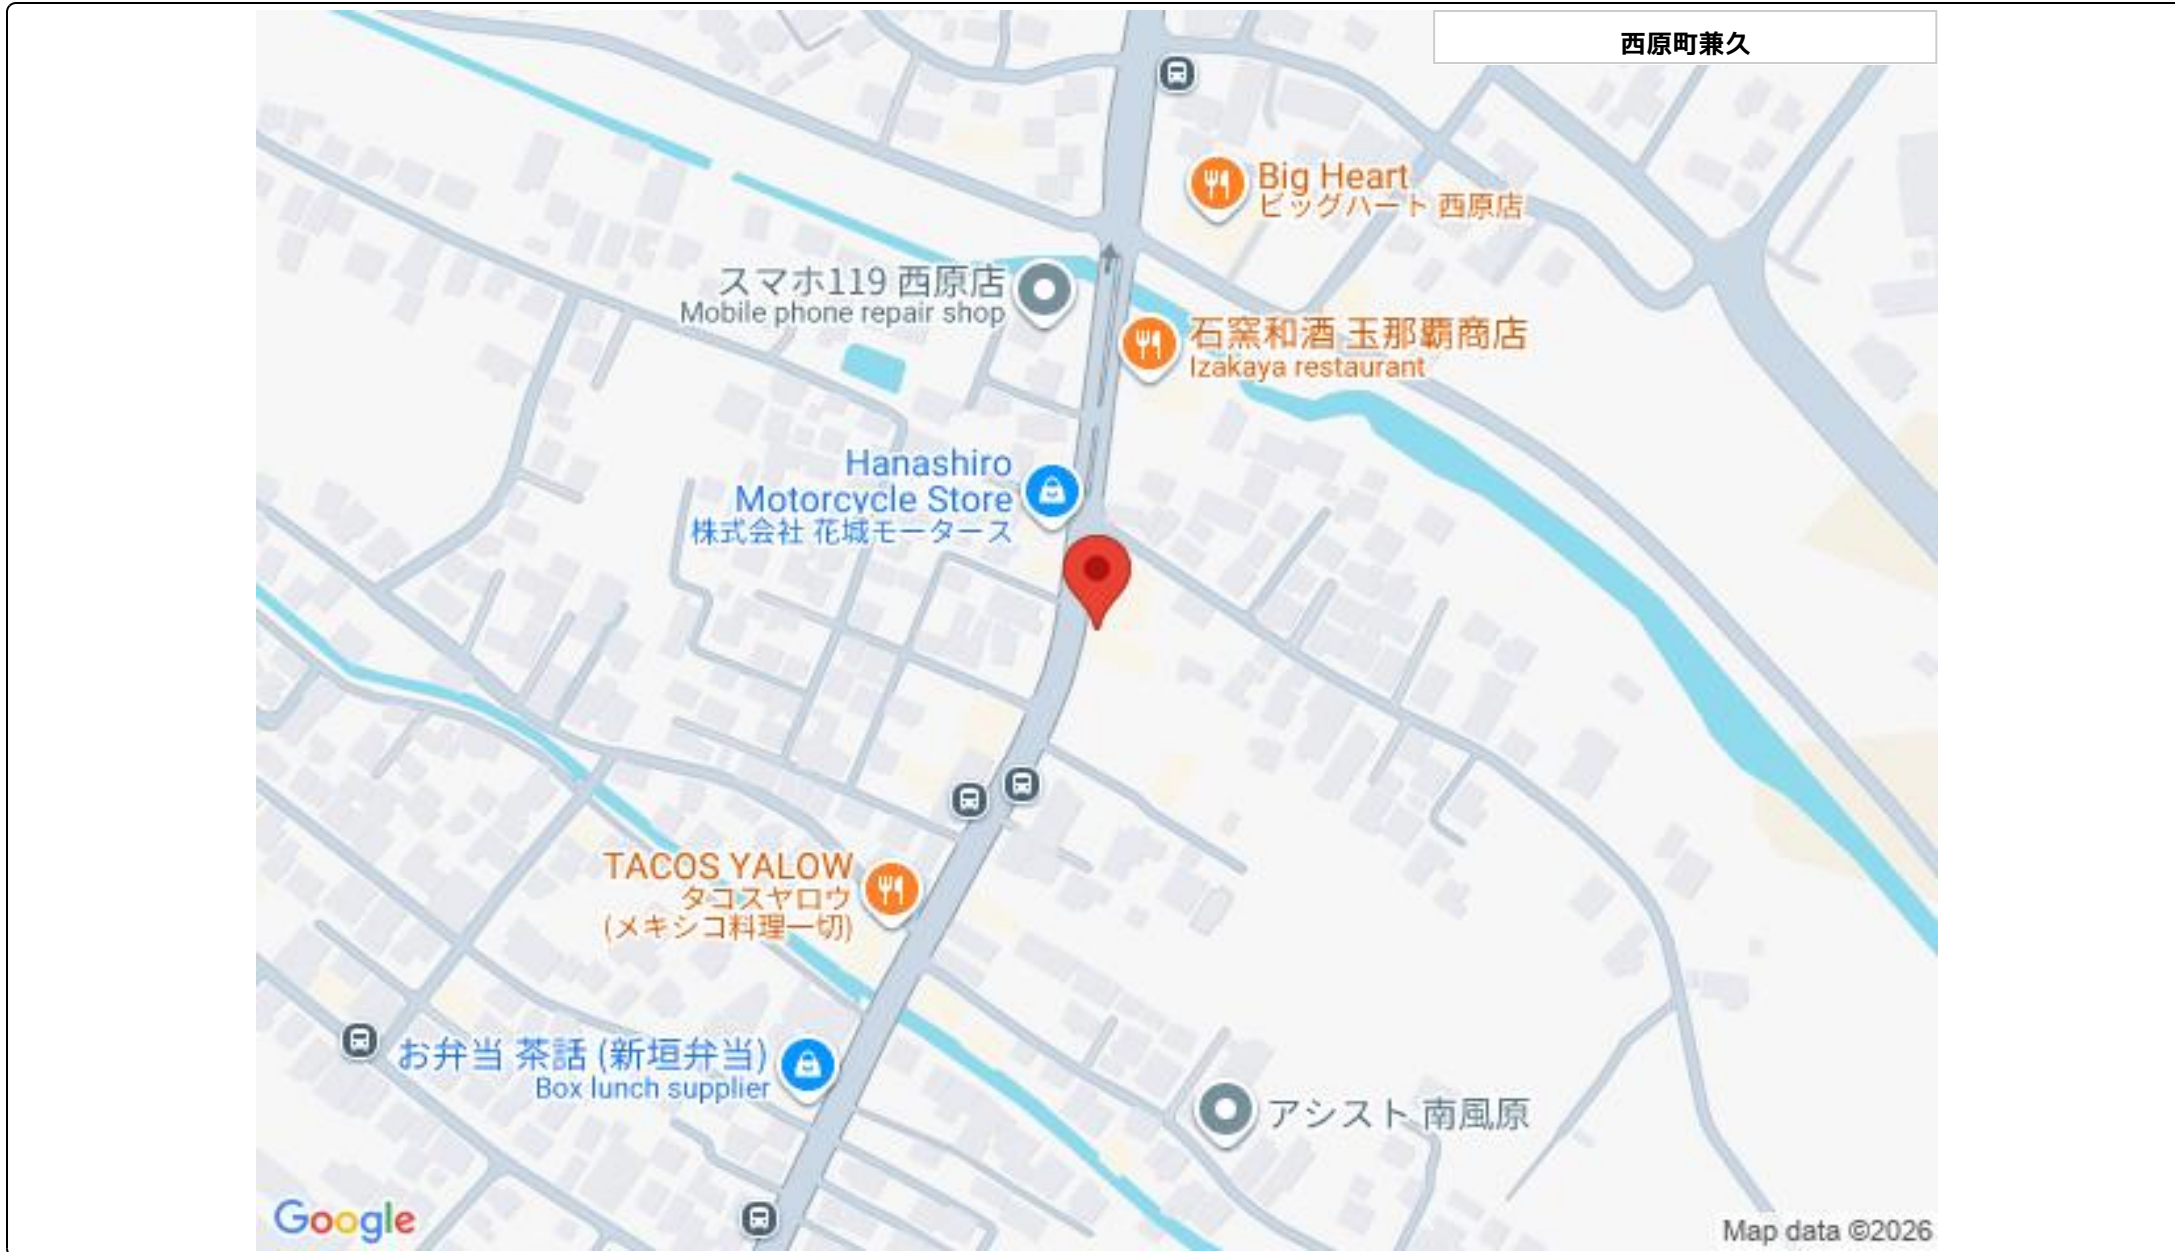 西原町兼久
Big Heart
ビッグハート 西原店
スマホ119 西原店
Mobile phone repair shop
石窯和酒 玉那覇商店
Izakaya restaurant
Hanashiro
Motorcycle Store
株式会社 花城モータース
TACOS YALOW
タコスヤロウ
(メキシコ料理一切)
お弁当 茶話 (新垣弁当)
Box lunch supplier
アシスト 南風原
Google
Map data ©2026